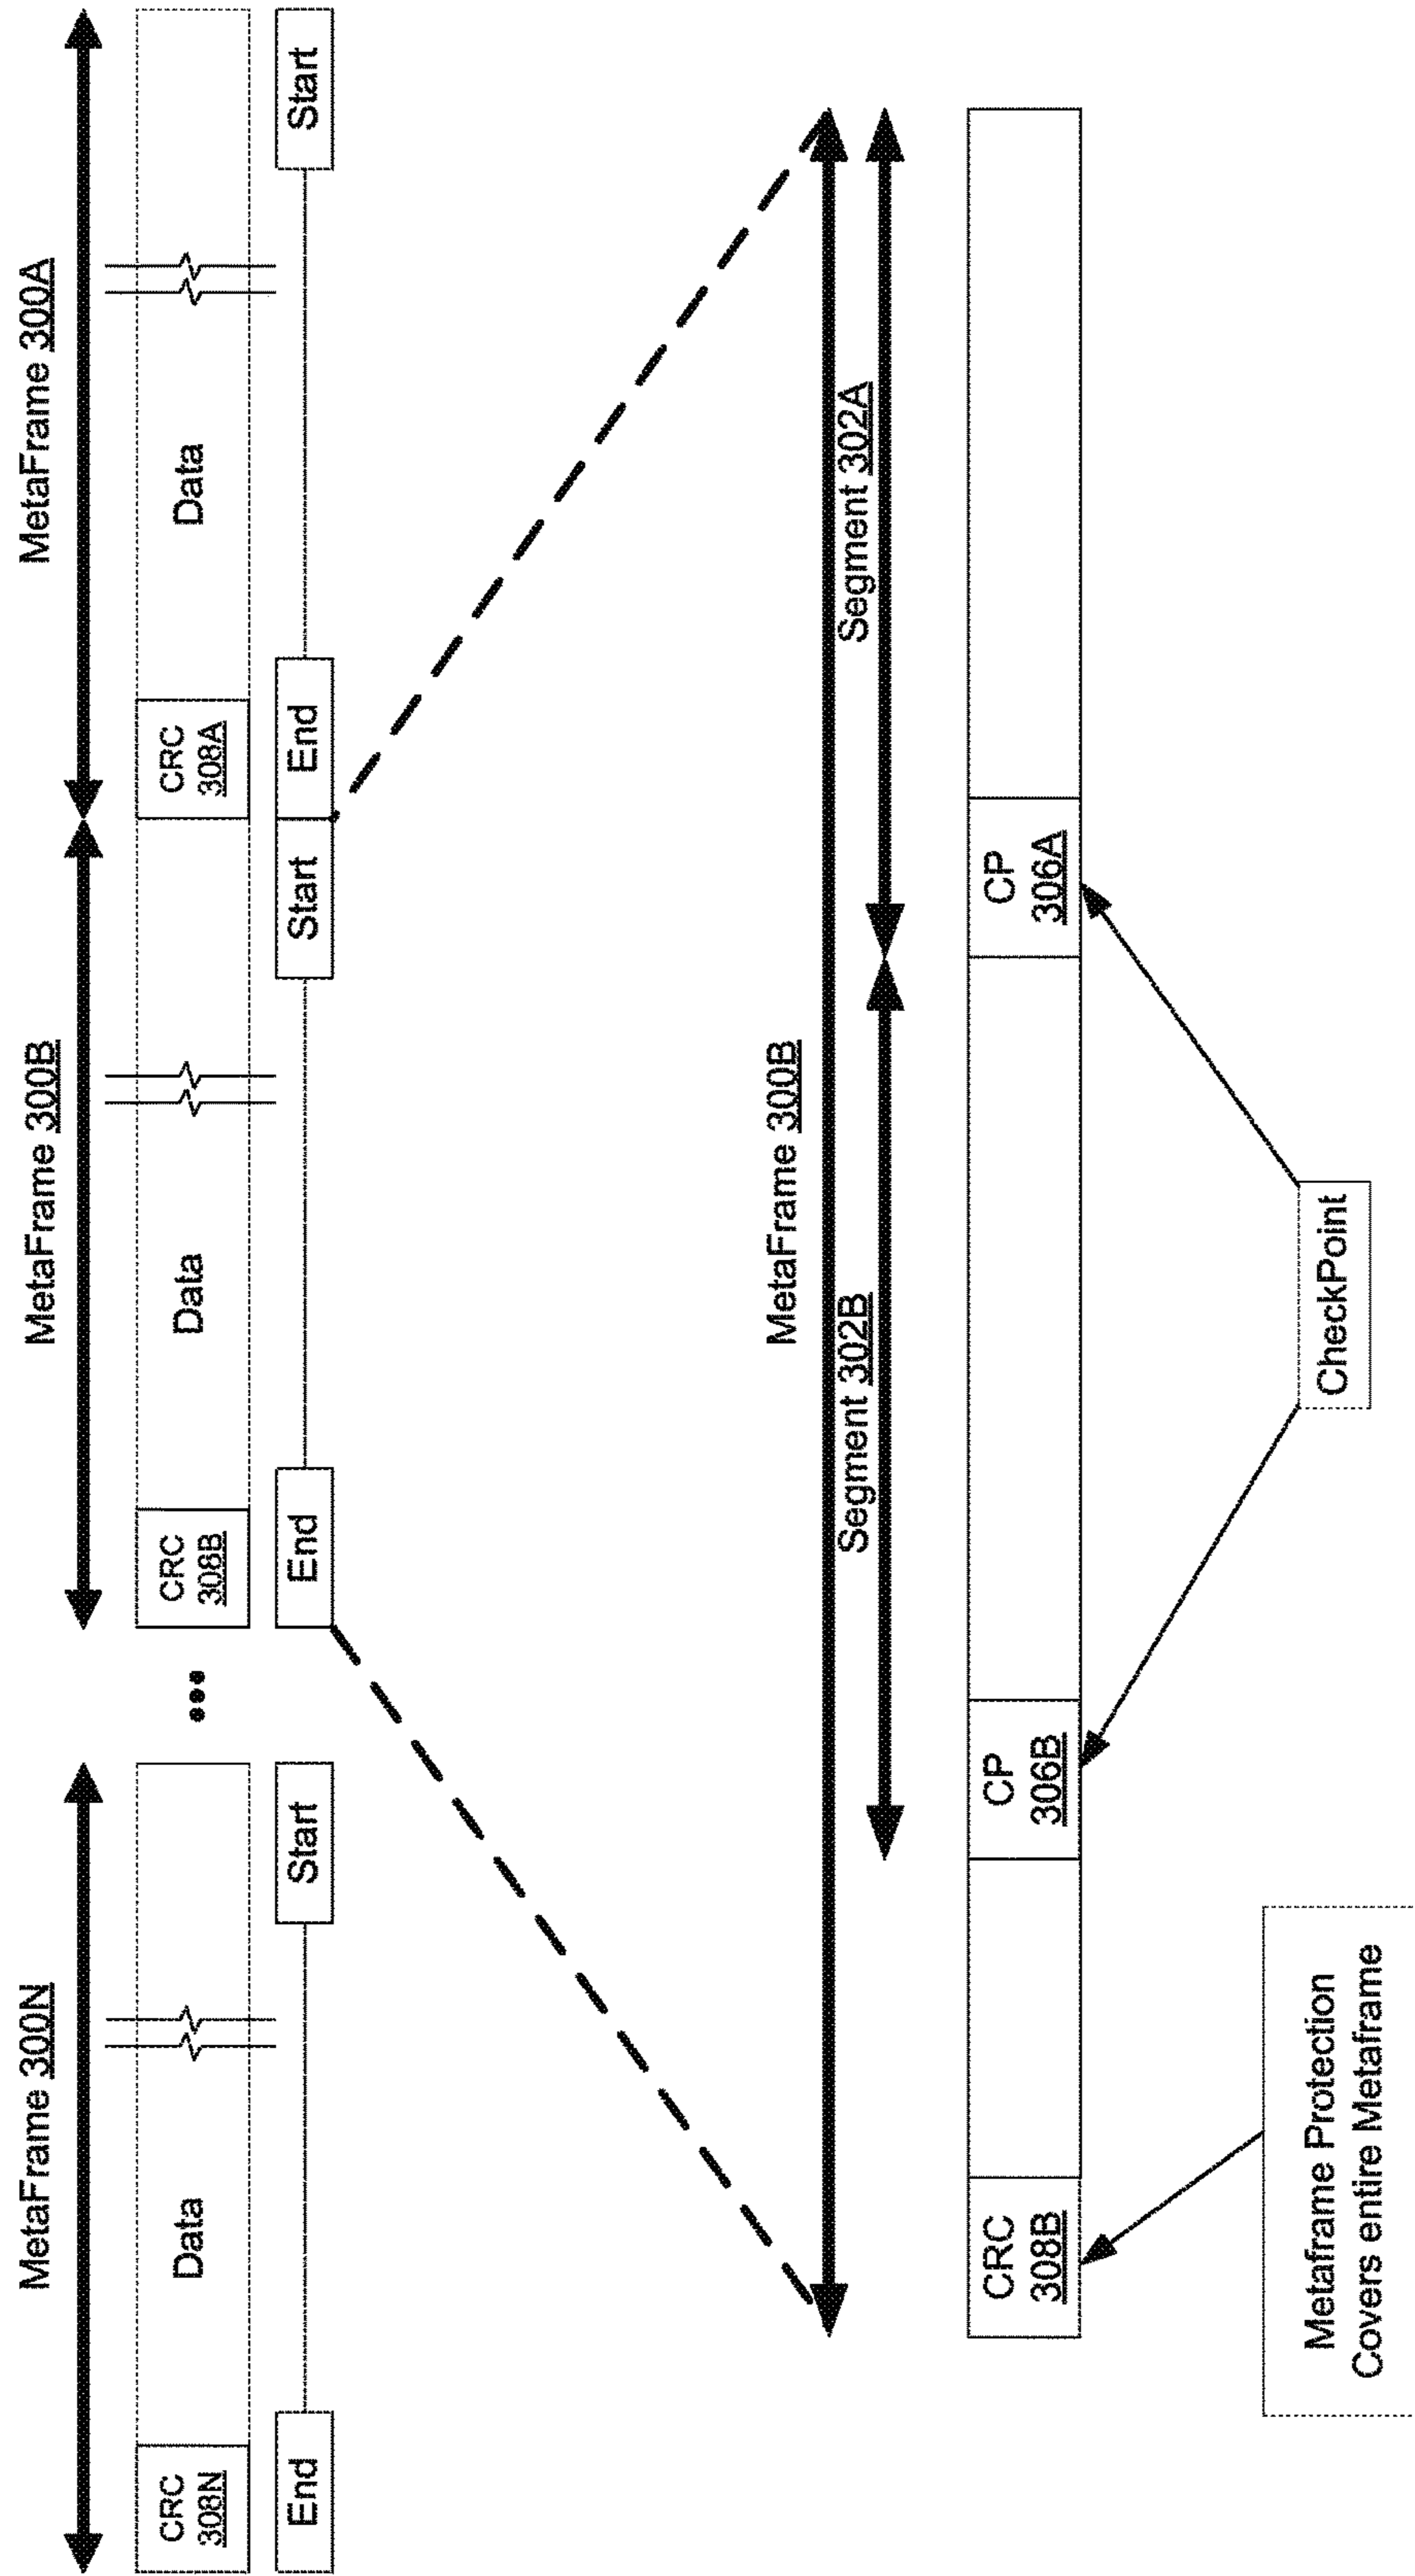 MetaFrame 300N
MetaFrame 300B
MetaFrame 300A
CRC
308N
Data
•••
CRC
308B
Data
CRC
308A
Data
End
Start
End
Start
End
Start
MetaFrame 300B
Segment 302B
Segment 302A
CRC
308B
CP
306B
CP
306A
Metaframe Protection
Covers entire Metaframe
CheckPoint